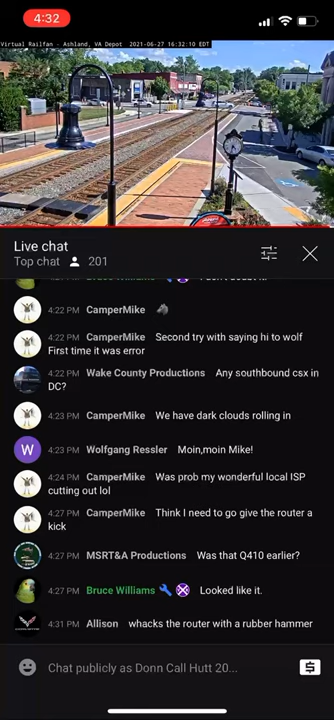 4:32
Virtual Railfan - Ashland, VA Depot 2021-06-27 16:32:10 EDT
Live chat
Top chat 201
4:22 PM CamperMike
4:22 PM CamperMike Second try with saying hi to wolf
First time it was error
4:22 PM Wake County Productions Any southbound csx in
DC?
4:23 PM CamperMike We have dark clouds rolling in
W 4:23 PM Wolfgang Ressler Moin,moin Mike!
4:24 PM CamperMike Was prob my wonderful local ISP
cutting out lol
4:27 PM CamperMike Think I need to go give the router a
kick
4:27 PM MSRT&A Productions Was that Q410 earlier?
4:27 PM Bruce Williams Looked like it.
4:31 PM Allison whacks the router with a rubber hammer
Chat publicly as Donn Call Hutt 20...
$